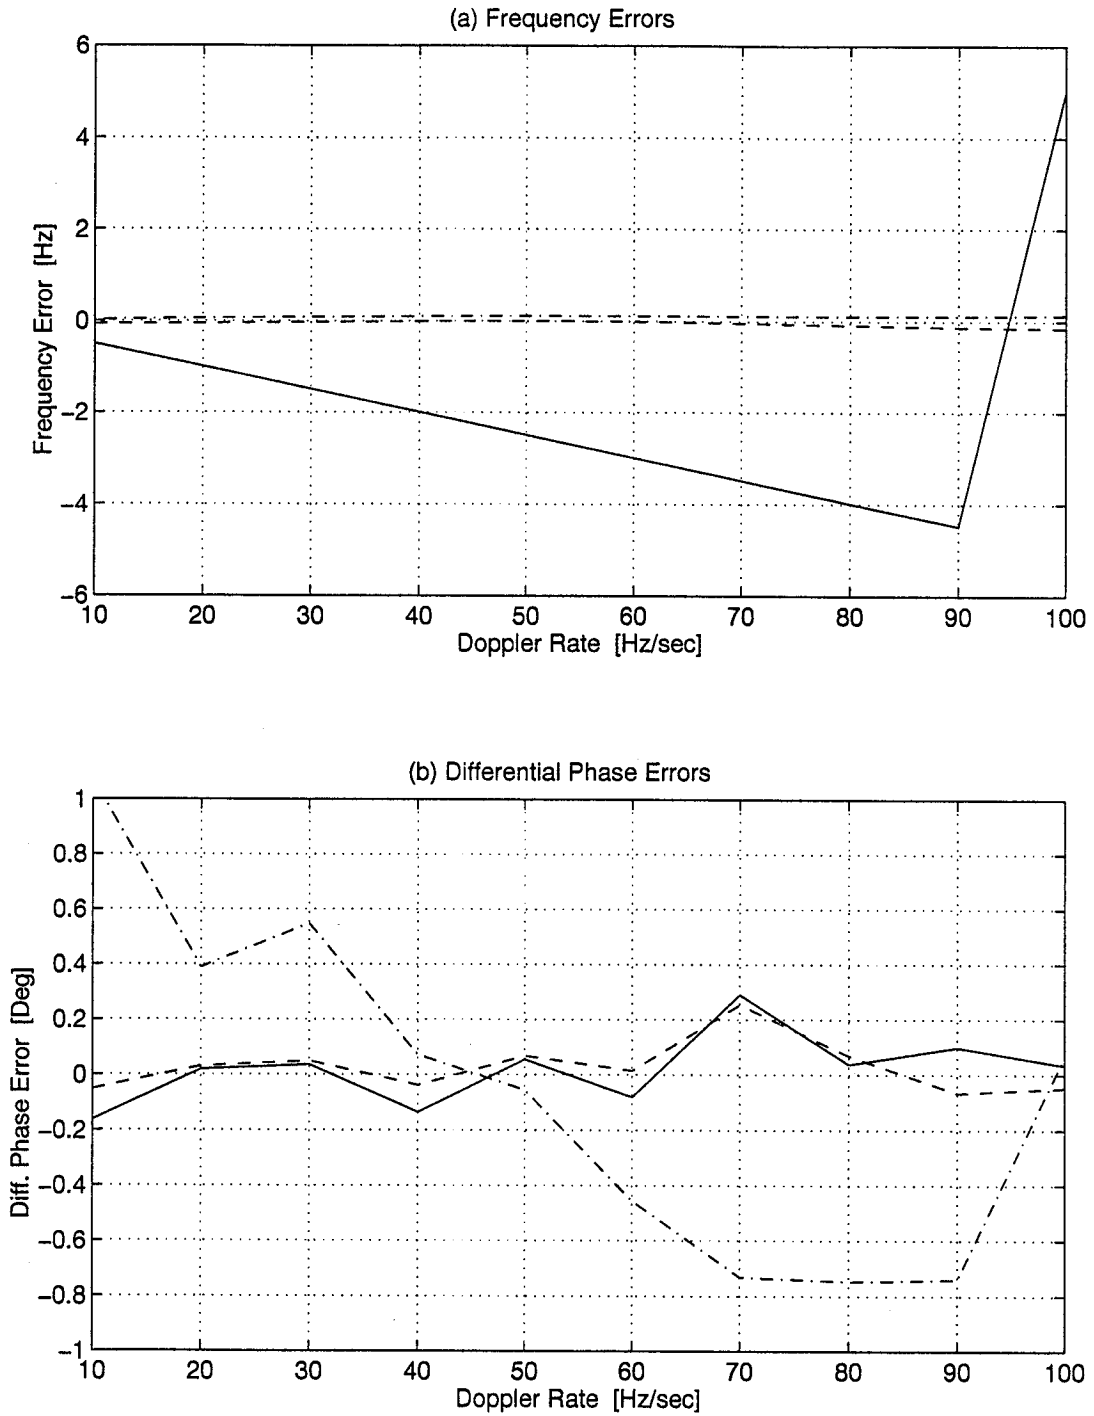 (a) Frequency Errors
6
4
2
0
−2
−4
−6
Frequency Error [Hz]
10 20 30 40 50 60 70 80 90 100
Doppler Rate [Hz/sec]
(b) Differential Phase Errors
1
0.8
0.6
0.4
0.2
0
−0.2
−0.4
−0.6
−0.8
−1
Diff. Phase Error [Deg]
10 20 30 40 50 60 70 80 90 100
Doppler Rate [Hz/sec]